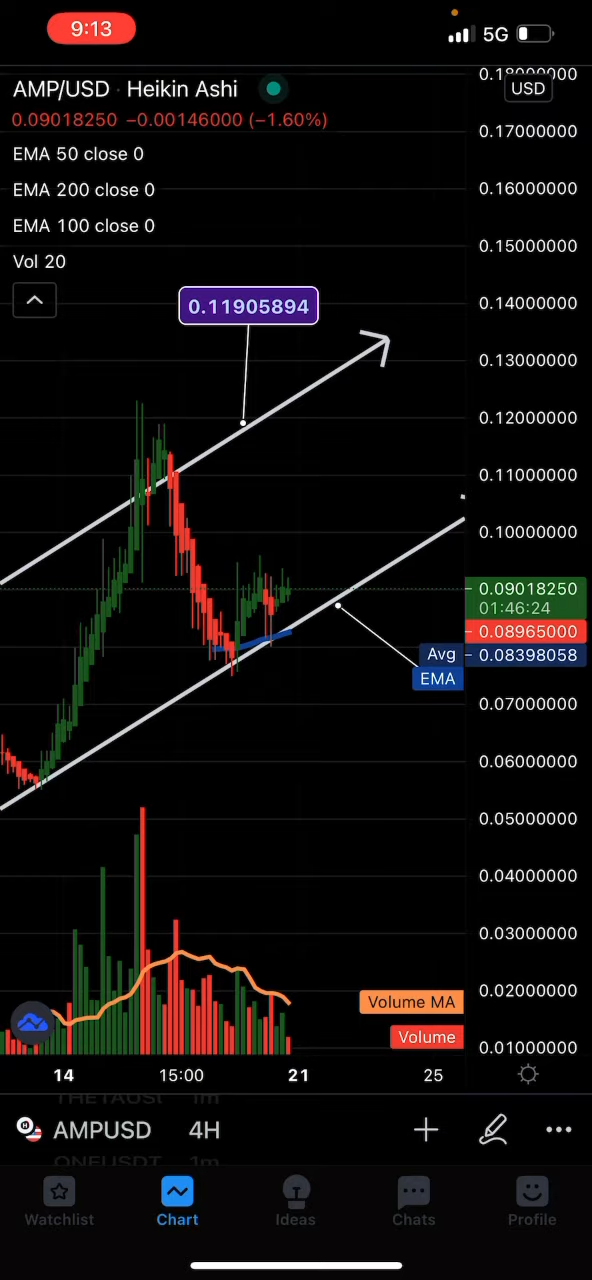 9:13
5G
AMP/USD · Heikin Ashi
USD
0.09018250 −0.00146000 (−1.60%)
EMA 50 close 0
EMA 200 close 0
EMA 100 close 0
Vol 20
0.11905894
0.18000000
0.17000000
0.16000000
0.15000000
0.14000000
0.13000000
0.12000000
0.11000000
0.10000000
0.09018250
01:46:24
0.08965000
Avg 0.08398058
EMA
0.07000000
0.06000000
0.05000000
0.04000000
0.03000000
0.02000000
0.01000000
Volume MA
Volume
14 15:00 21 25
THETAUSt 1m
AMPUSD 4H
ONEUSDT 1m
Watchlist Chart Ideas Chats Profile